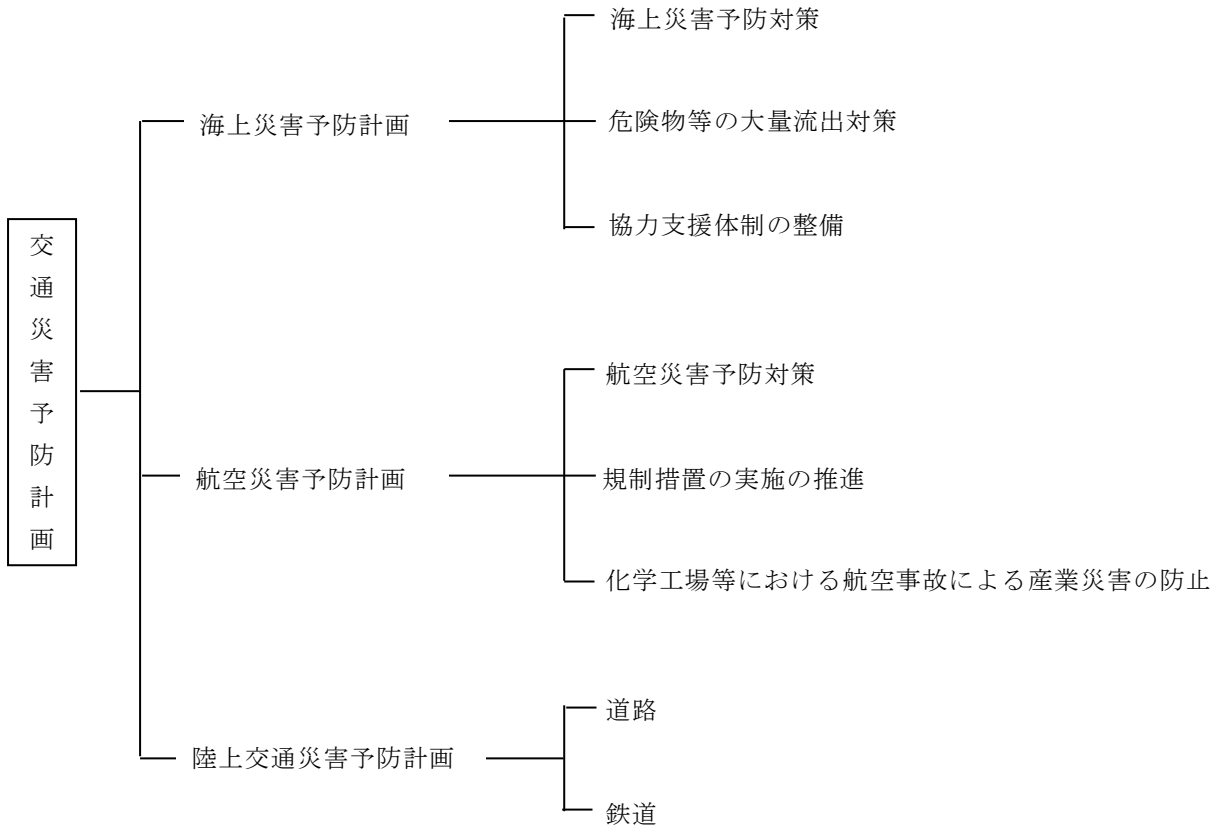 交通災害予防計画
海上災害予防計画
海上災害予防対策
危険物等の大量流出対策
協力支援体制の整備
航空災害予防計画
航空災害予防対策
規制措置の実施の推進
化学工場等における航空事故による産業災害の防止
陸上交通災害予防計画
道路
鉄道